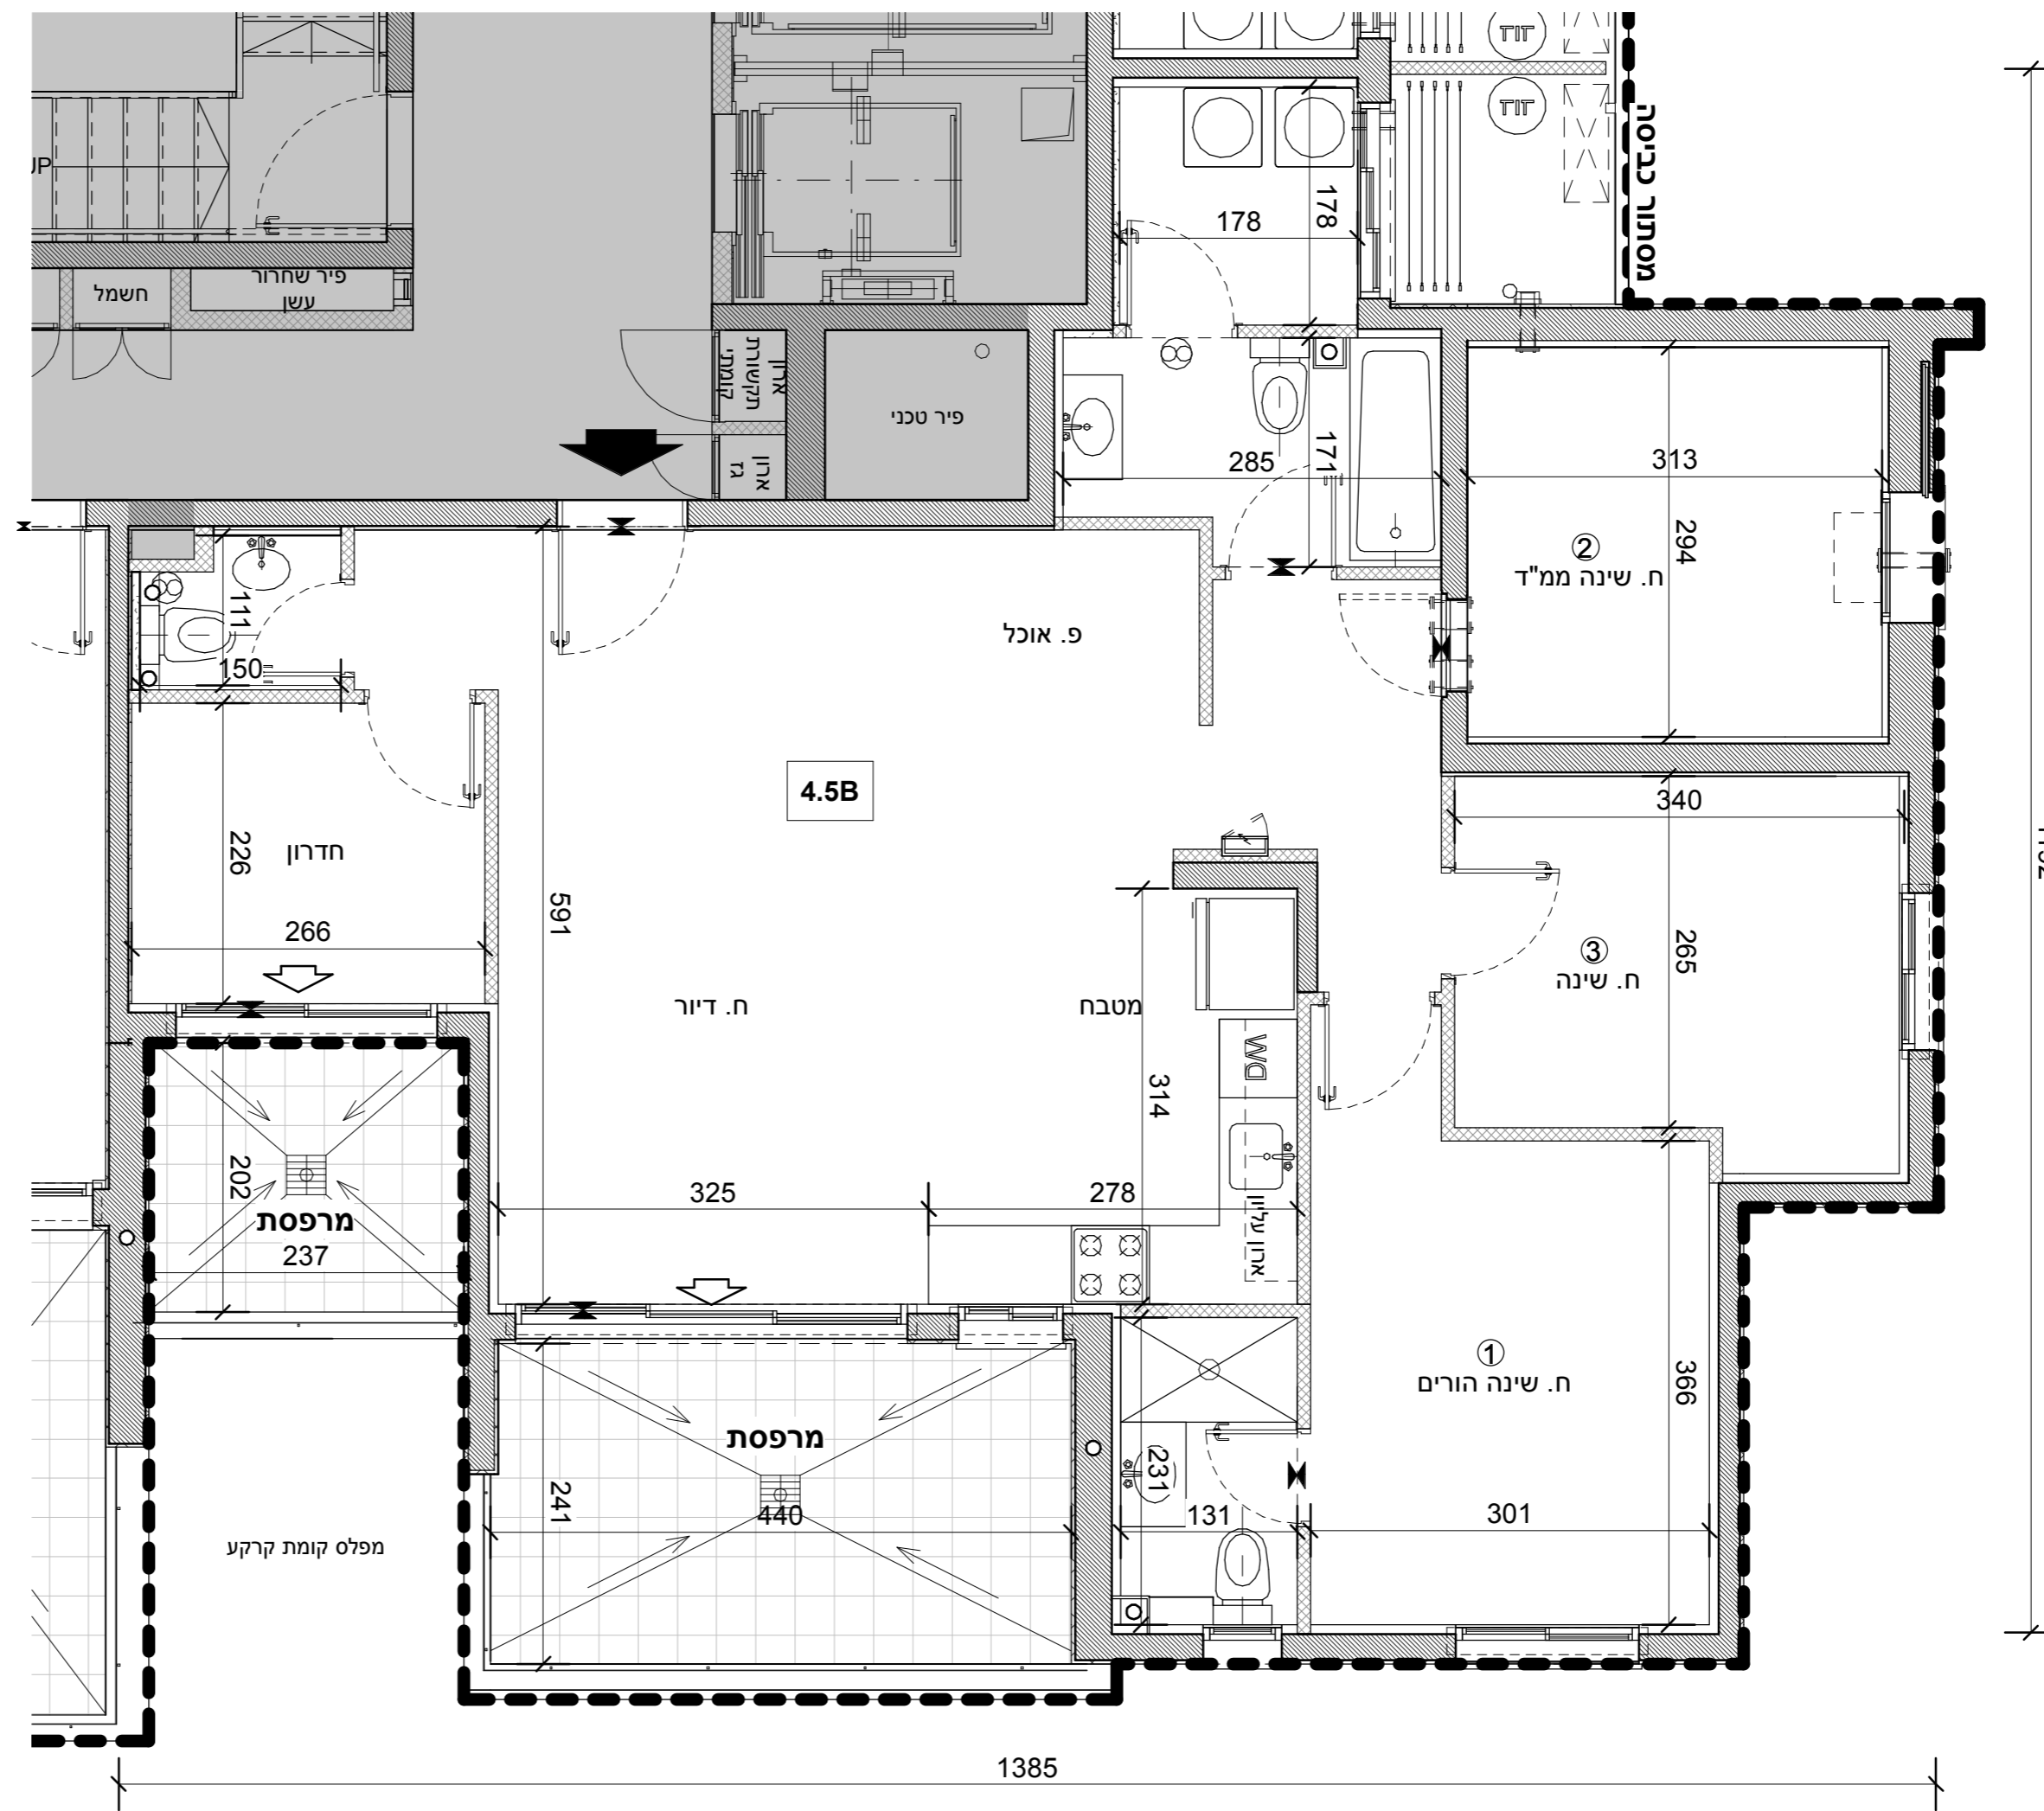 דוד
דוד
מסתור כביסה
UP
178
178
פיר שחרור
עשן
חשמל
ארון
תקשורת
קומתי
ארון
גז
פיר טכני
285
171
313
294
②
ח. שינה ממ"ד
111
150
פ. אוכל
4.5B
340
226
חדרון
266
591
265
③
ח. שינה
ח. דיור
מטבח
DW
314
202
מרפסת
237
325
278
ארון עליון
①
ח. שינה הורים
366
מרפסת
241
440
231
131
301
מפלס קומת קרקע
1385